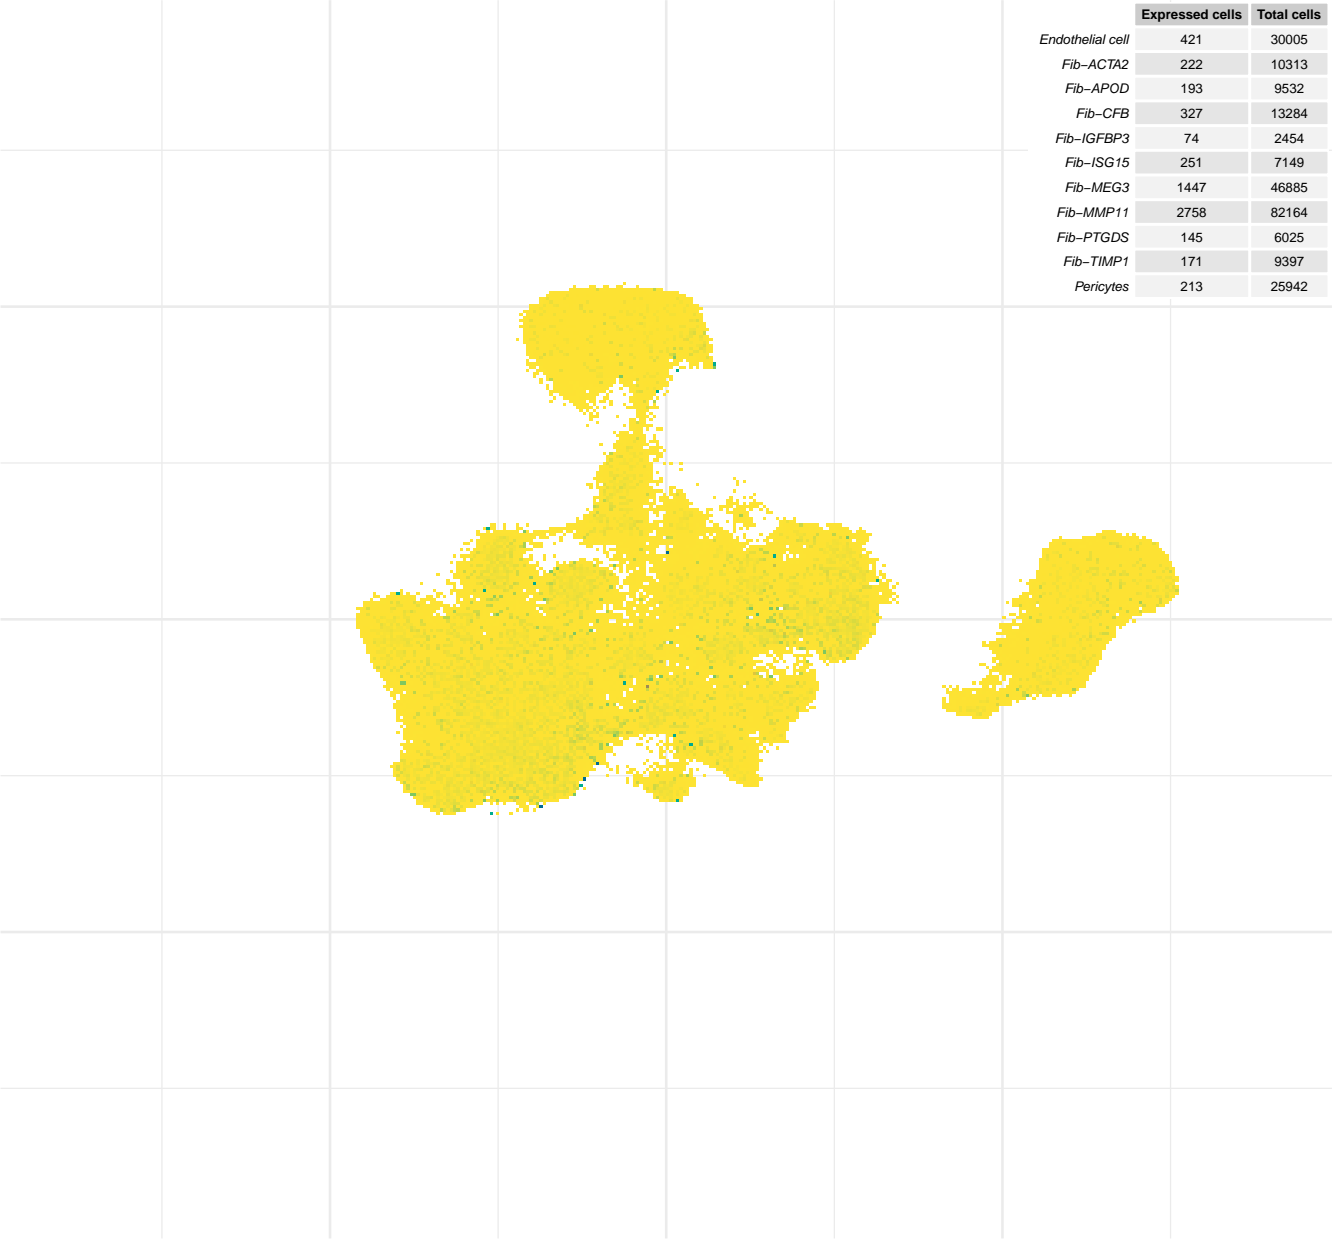 Expressed cells Total cells
Endothelial cell 421 30005
Fib−ACTA2 222 10313
Fib−APOD 193 9532
Fib−CFB 327 13284
Fib−IGFBP3 74 2454
Fib−ISG15 251 7149
Fib−MEG3 1447 46885
Fib−MMP11 2758 82164
Fib−PTGDS 145 6025
Fib−TIMP1 171 9397
Pericytes 213 25942